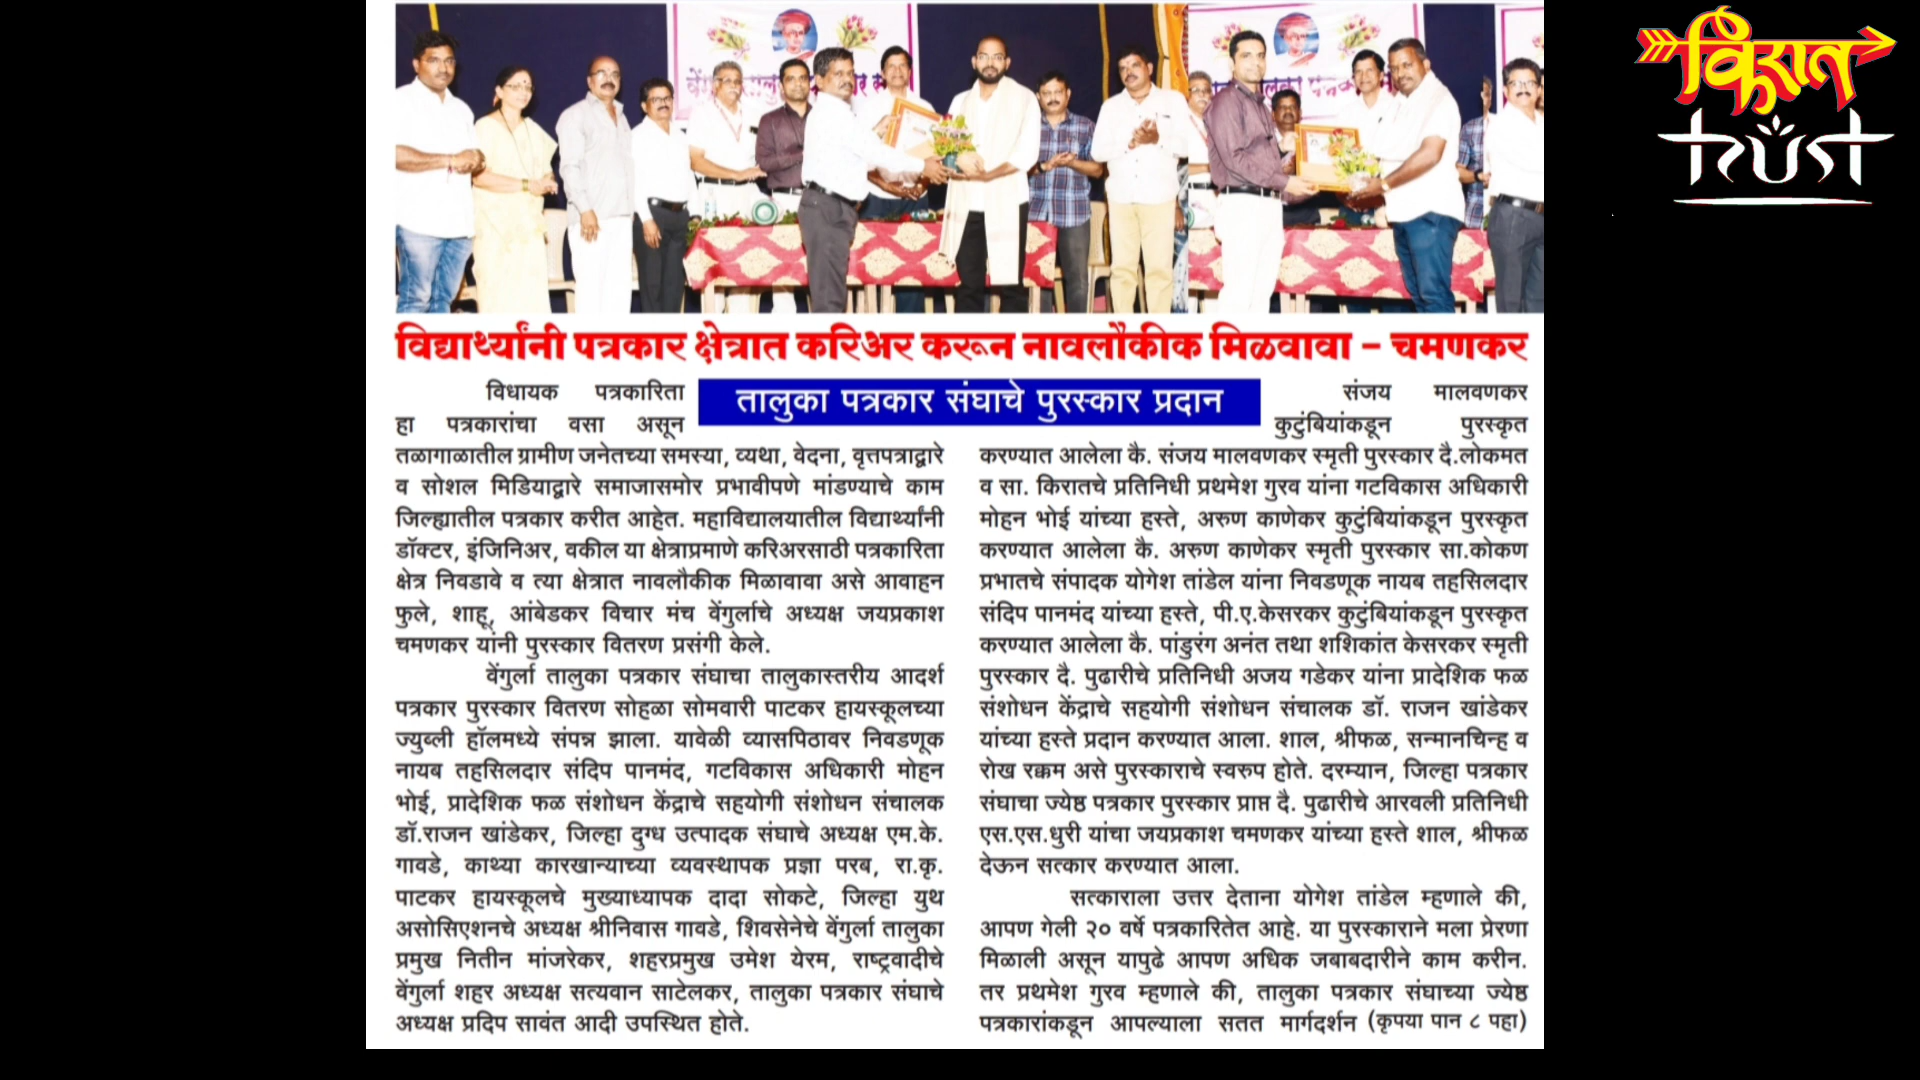 किरात
trust
विद्यार्थ्यांनी पत्रकार क्षेत्रात करिअर करून नावलौकीक मिळवावा – चमणकर
तालुका पत्रकार संघाचे पुरस्कार प्रदान
विधायक पत्रकारिता
हा पत्रकारांचा वसा असून
तळागाळातील ग्रामीण जनेतच्या समस्या, व्यथा, वेदना, वृत्तपत्राद्वारे
व सोशल मिडियाद्वारे समाजासमोर प्रभावीपणे मांडण्याचे काम
जिल्ह्यातील पत्रकार करीत आहेत. महाविद्यालयातील विद्यार्थ्यांनी
डॉक्टर, इंजिनिअर, वकील या क्षेत्राप्रमाणे करिअरसाठी पत्रकारिता
क्षेत्र निवडावे व त्या क्षेत्रात नावलौकीक मिळावावा असे आवाहन
फुले, शाहू, आंबेडकर विचार मंच वेंगुर्लाचे अध्यक्ष जयप्रकाश
चमणकर यांनी पुरस्कार वितरण प्रसंगी केले.
वेंगुर्ला तालुका पत्रकार संघाचा तालुकास्तरीय आदर्श
पत्रकार पुरस्कार वितरण सोहळा सोमवारी पाटकर हायस्कूलच्या
ज्युब्ली हॉलमध्ये संपन्न झाला. यावेळी व्यासपिठावर निवडणूक
नायब तहसिलदार संदिप पानमंद, गटविकास अधिकारी मोहन
भोई, प्रादेशिक फळ संशोधन केंद्राचे सहयोगी संशोधन संचालक
डॉ.राजन खांडेकर, जिल्हा दुग्ध उत्पादक संघाचे अध्यक्ष एम.के.
गावडे, काथ्या कारखान्याच्या व्यवस्थापक प्रज्ञा परब, रा.कृ.
पाटकर हायस्कूलचे मुख्याध्यापक दादा सोकटे, जिल्हा युथ
असोसिएशनचे अध्यक्ष श्रीनिवास गावडे, शिवसेनेचे वेंगुर्ला तालुका
प्रमुख नितीन मांजरेकर, शहरप्रमुख उमेश येरम, राष्ट्रवादीचे
वेंगुर्ला शहर अध्यक्ष सत्यवान साटेलकर, तालुका पत्रकार संघाचे
अध्यक्ष प्रदिप सावंत आदी उपस्थित होते.
संजय मालवणकर
कुटुंबियांकडून पुरस्कृत
करण्यात आलेला कै. संजय मालवणकर स्मृती पुरस्कार दै.लोकमत
व सा. किरातचे प्रतिनिधी प्रथमेश गुरव यांना गटविकास अधिकारी
मोहन भोई यांच्या हस्ते, अरुण काणेकर कुटुंबियांकडून पुरस्कृत
करण्यात आलेला कै. अरुण काणेकर स्मृती पुरस्कार सा.कोकण
प्रभातचे संपादक योगेश तांडेल यांना निवडणूक नायब तहसिलदार
संदिप पानमंद यांच्या हस्ते, पी.ए.केसरकर कुटुंबियांकडून पुरस्कृत
करण्यात आलेला कै. पांडुरंग अनंत तथा शशिकांत केसरकर स्मृती
पुरस्कार दै. पुढारीचे प्रतिनिधी अजय गडेकर यांना प्रादेशिक फळ
संशोधन केंद्राचे सहयोगी संशोधन संचालक डॉ. राजन खांडेकर
यांच्या हस्ते प्रदान करण्यात आला. शाल, श्रीफळ, सन्मानचिन्ह व
रोख रक्कम असे पुरस्काराचे स्वरुप होते. दरम्यान, जिल्हा पत्रकार
संघाचा ज्येष्ठ पत्रकार पुरस्कार प्राप्त दै. पुढारीचे आरवली प्रतिनिधी
एस.एस.धुरी यांचा जयप्रकाश चमणकर यांच्या हस्ते शाल, श्रीफळ
देऊन सत्कार करण्यात आला.
सत्काराला उत्तर देताना योगेश तांडेल म्हणाले की,
आपण गेली २० वर्षे पत्रकारितेत आहे. या पुरस्काराने मला प्रेरणा
मिळाली असून यापुढे आपण अधिक जबाबदारीने काम करीन.
तर प्रथमेश गुरव म्हणाले की, तालुका पत्रकार संघाच्या ज्येष्ठ
पत्रकारांकडून आपल्याला सतत मार्गदर्शन (कृपया पान ८ पहा)